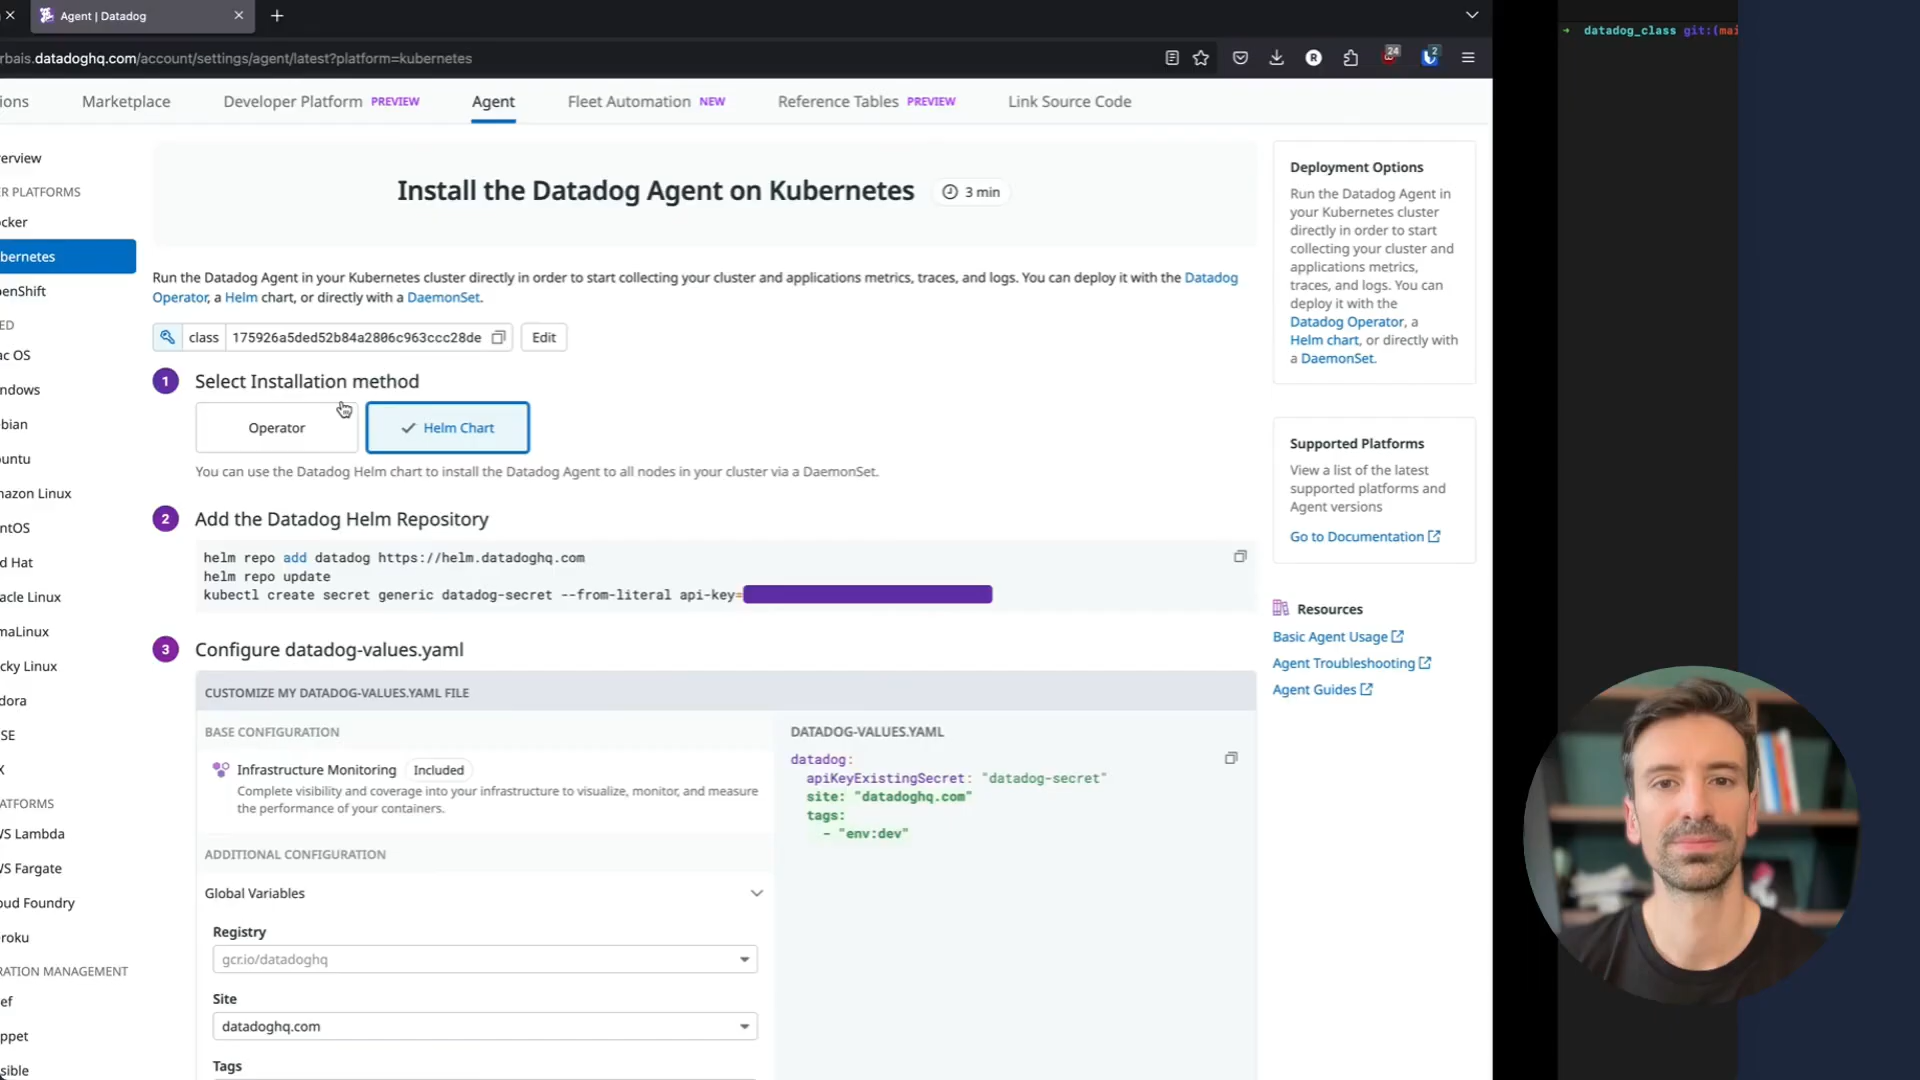 Agent | Datadog
rbais.datadoghq.com/account/settings/agent/latest?platform=kubernetes
24
2
R
datadog_class git:(mai
ions
Marketplace
Developer Platform PREVIEW
Agent
Fleet Automation NEW
Reference Tables PREVIEW
Link Source Code
erview
R PLATFORMS
ocker
bernetes
enShift
ED
ac OS
ndows
bian
untu
mazon Linux
ntOS
d Hat
acle Linux
maLinux
cky Linux
dora
SE
X
ATFORMS
VS Lambda
VS Fargate
oud Foundry
eroku
RATION MANAGEMENT
ef
ppet
sible
Install the Datadog Agent on Kubernetes
3 min
Run the Datadog Agent in your Kubernetes cluster directly in order to start collecting your cluster and applications metrics, traces, and logs. You can deploy it with the Datadog
Operator, a Helm chart, or directly with a DaemonSet.
class 175926a5ded52b84a2806c963ccc28de
Edit
1
Select Installation method
Operator
Helm Chart
You can use the Datadog Helm chart to install the Datadog Agent to all nodes in your cluster via a DaemonSet.
2
Add the Datadog Helm Repository
helm repo add datadog https://helm.datadoghq.com
helm repo update
kubectl create secret generic datadog-secret --from-literal api-key=
3
Configure datadog-values.yaml
CUSTOMIZE MY DATADOG-VALUES.YAML FILE
BASE CONFIGURATION
Infrastructure Monitoring
Included
Complete visibility and coverage into your infrastructure to visualize, monitor, and measure
the performance of your containers.
ADDITIONAL CONFIGURATION
Global Variables
Registry
gcr.io/datadoghq
Site
datadoghq.com
Tags
DATADOG-VALUES.YAML
datadog:
apiKeyExistingSecret: "datadog-secret"
site: "datadoghq.com"
tags:
- "env:dev"
Deployment Options
Run the Datadog Agent in
your Kubernetes cluster
directly in order to start
collecting your cluster and
applications metrics,
traces, and logs. You can
deploy it with the
Datadog Operator, a
Helm chart, or directly with
a DaemonSet.
Supported Platforms
View a list of the latest
supported platforms and
Agent versions
Go to Documentation
Resources
Basic Agent Usage
Agent Troubleshooting
Agent Guides